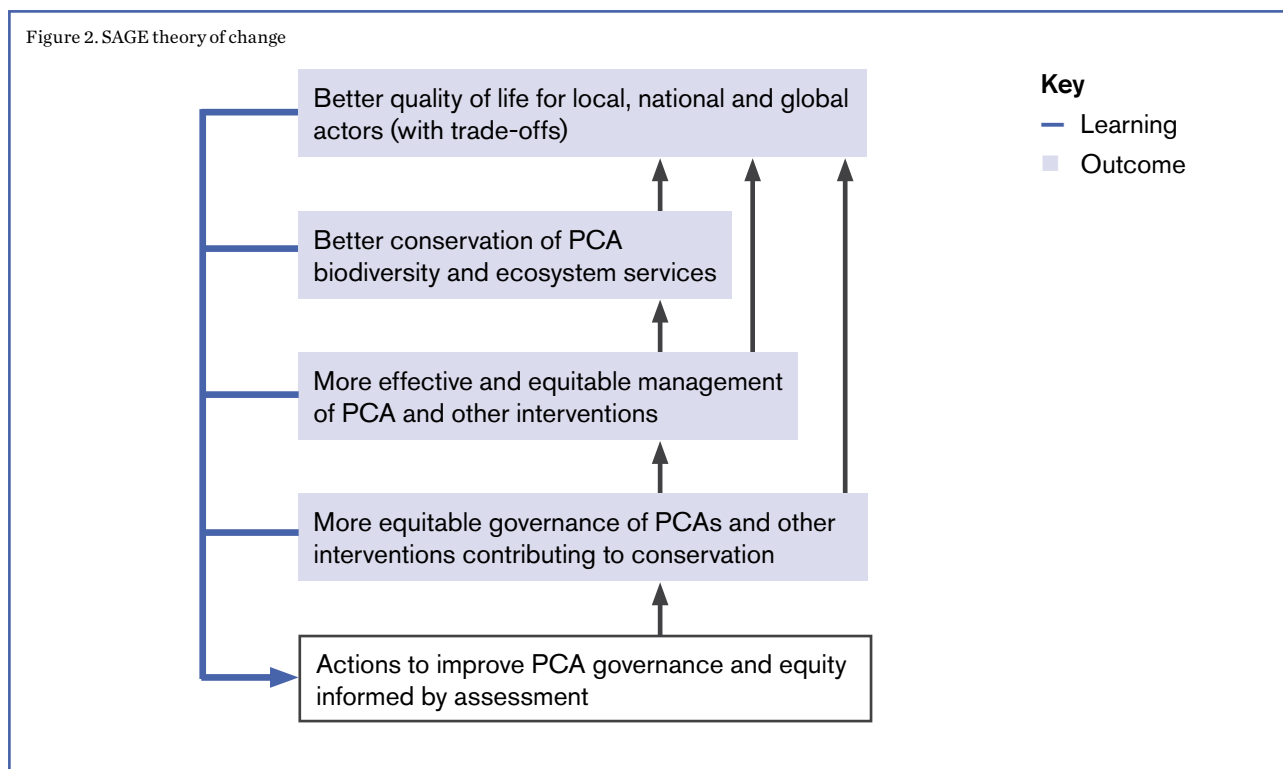 Figure 2. SAGE theory of change
Better quality of life for local, national and global
actors (with trade-offs)
Key
Learning
Outcome
Better conservation of PCA
biodiversity and ecosystem services
More effective and equitable management
of PCA and other interventions
More equitable governance of PCAs and other
interventions contributing to conservation
Actions to improve PCA governance and equity
informed by assessment